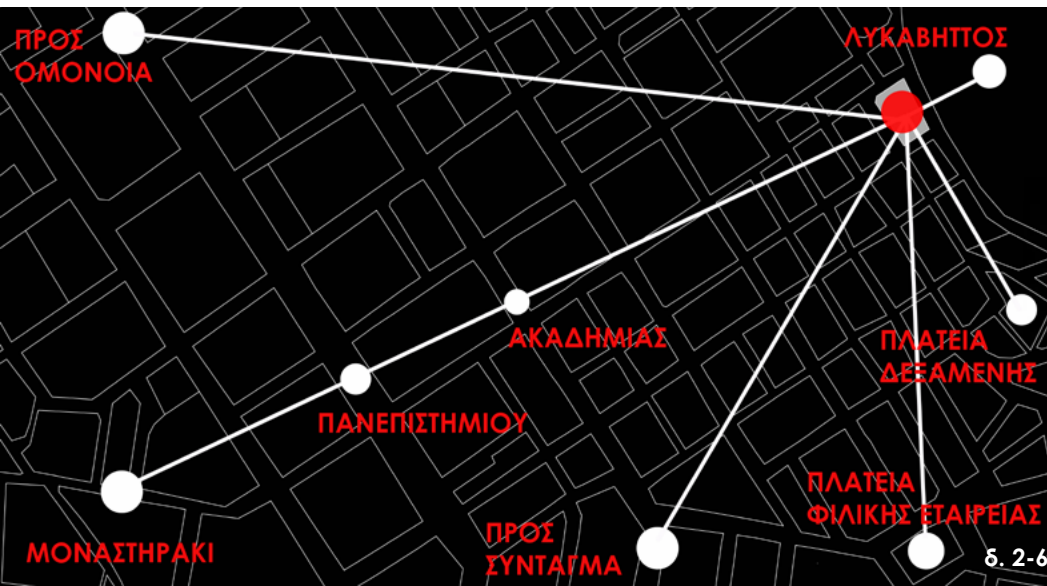 ΠΡΟΣ
ΟΜΟΝΟΙΑ
ΛΥΚΑΒΗΤΤΟΣ
ΑΚΑΔΗΜΙΑΣ
ΠΛΑΤΕΙΑ
ΔΕΞΑΜΕΝΗΣ
ΠΑΝΕΠΙΣΤΗΜΙΟΥ
ΠΛΑΤΕΙΑ
ΦΙΛΙΚΗΣ ΕΤΑΙΡΕΙΑΣ
ΜΟΝΑΣΤΗΡΑΚΙ
ΠΡΟΣ
ΣΥΝΤΑΓΜΑ
δ. 2-6